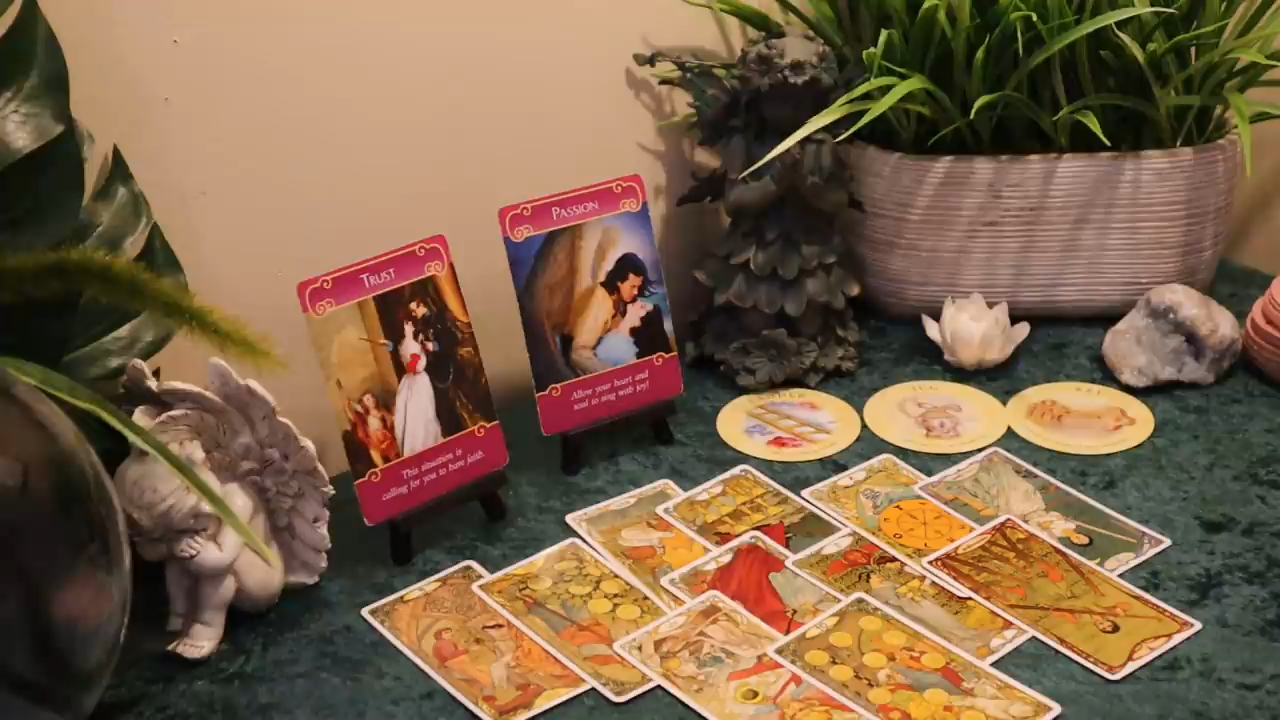 TRUST
This situation is
calling for you to have faith.
PASSION
Allow your heart and
soul to sing with joy!